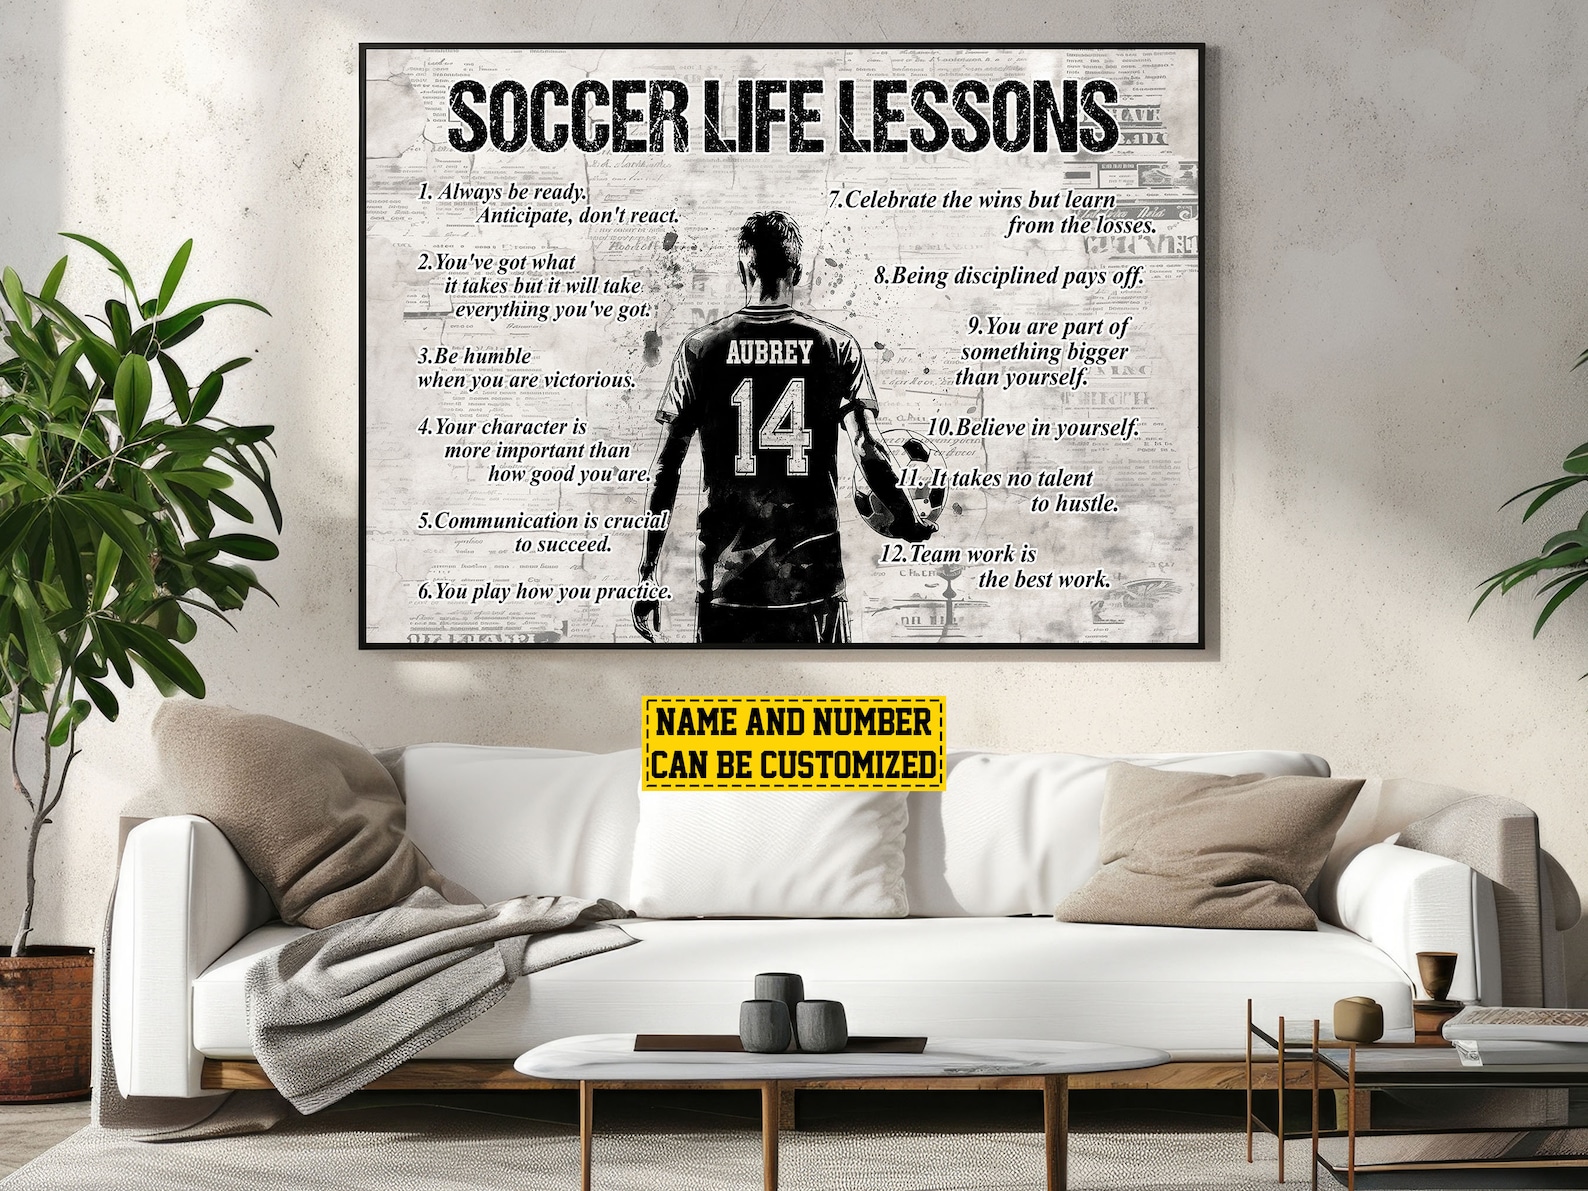 SOCCER LIFE LESSONS
1. Always be ready.
Anticipate, don't react.
2.You've got what
it takes but it will take
everything you've got.
3.Be humble
when you are victorious.
4.Your character is
more important than
how good you are.
5.Communication is crucial
to succeed.
6.You play how you practice.
AUBREY
14
7.Celebrate the wins but learn
from the losses.
8.Being disciplined pays off.
9.You are part of
something bigger
than yourself.
10.Believe in yourself.
11. It takes no talent
to hustle.
12.Team work is
the best work.
NAME AND NUMBER
CAN BE CUSTOMIZED